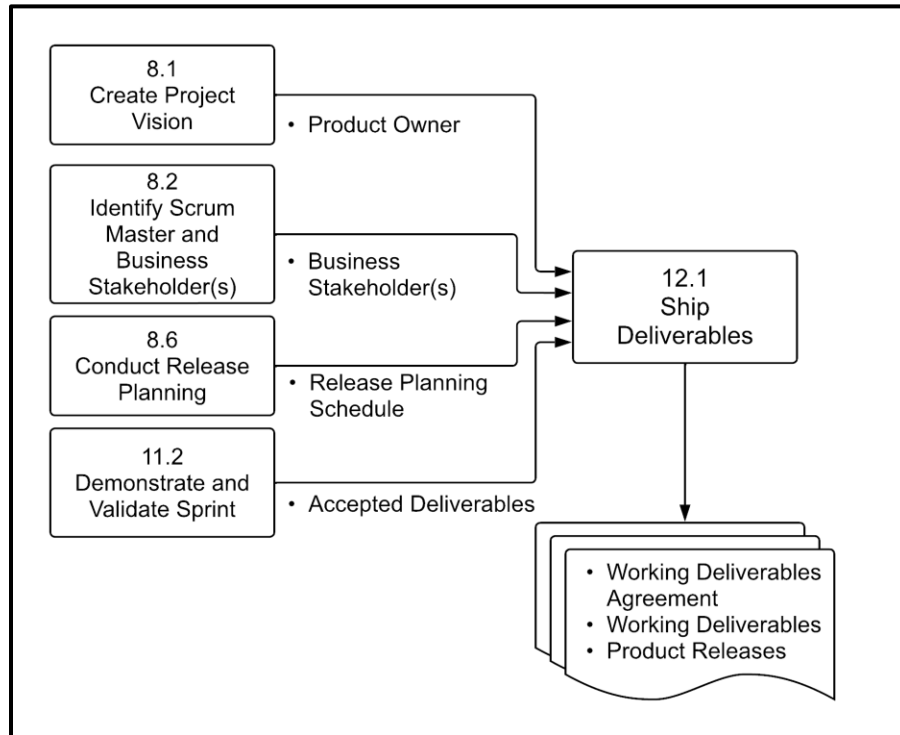 8.1
Create Project
Vision
• Product Owner
8.2
Identify Scrum
Master and
Business
Stakeholder(s)
• Business
Stakeholder(s)
8.6
Conduct Release
Planning
• Release Planning
Schedule
11.2
Demonstrate and
Validate Sprint
• Accepted Deliverables
12.1
Ship
Deliverables
• Working Deliverables
Agreement
• Working Deliverables
• Product Releases